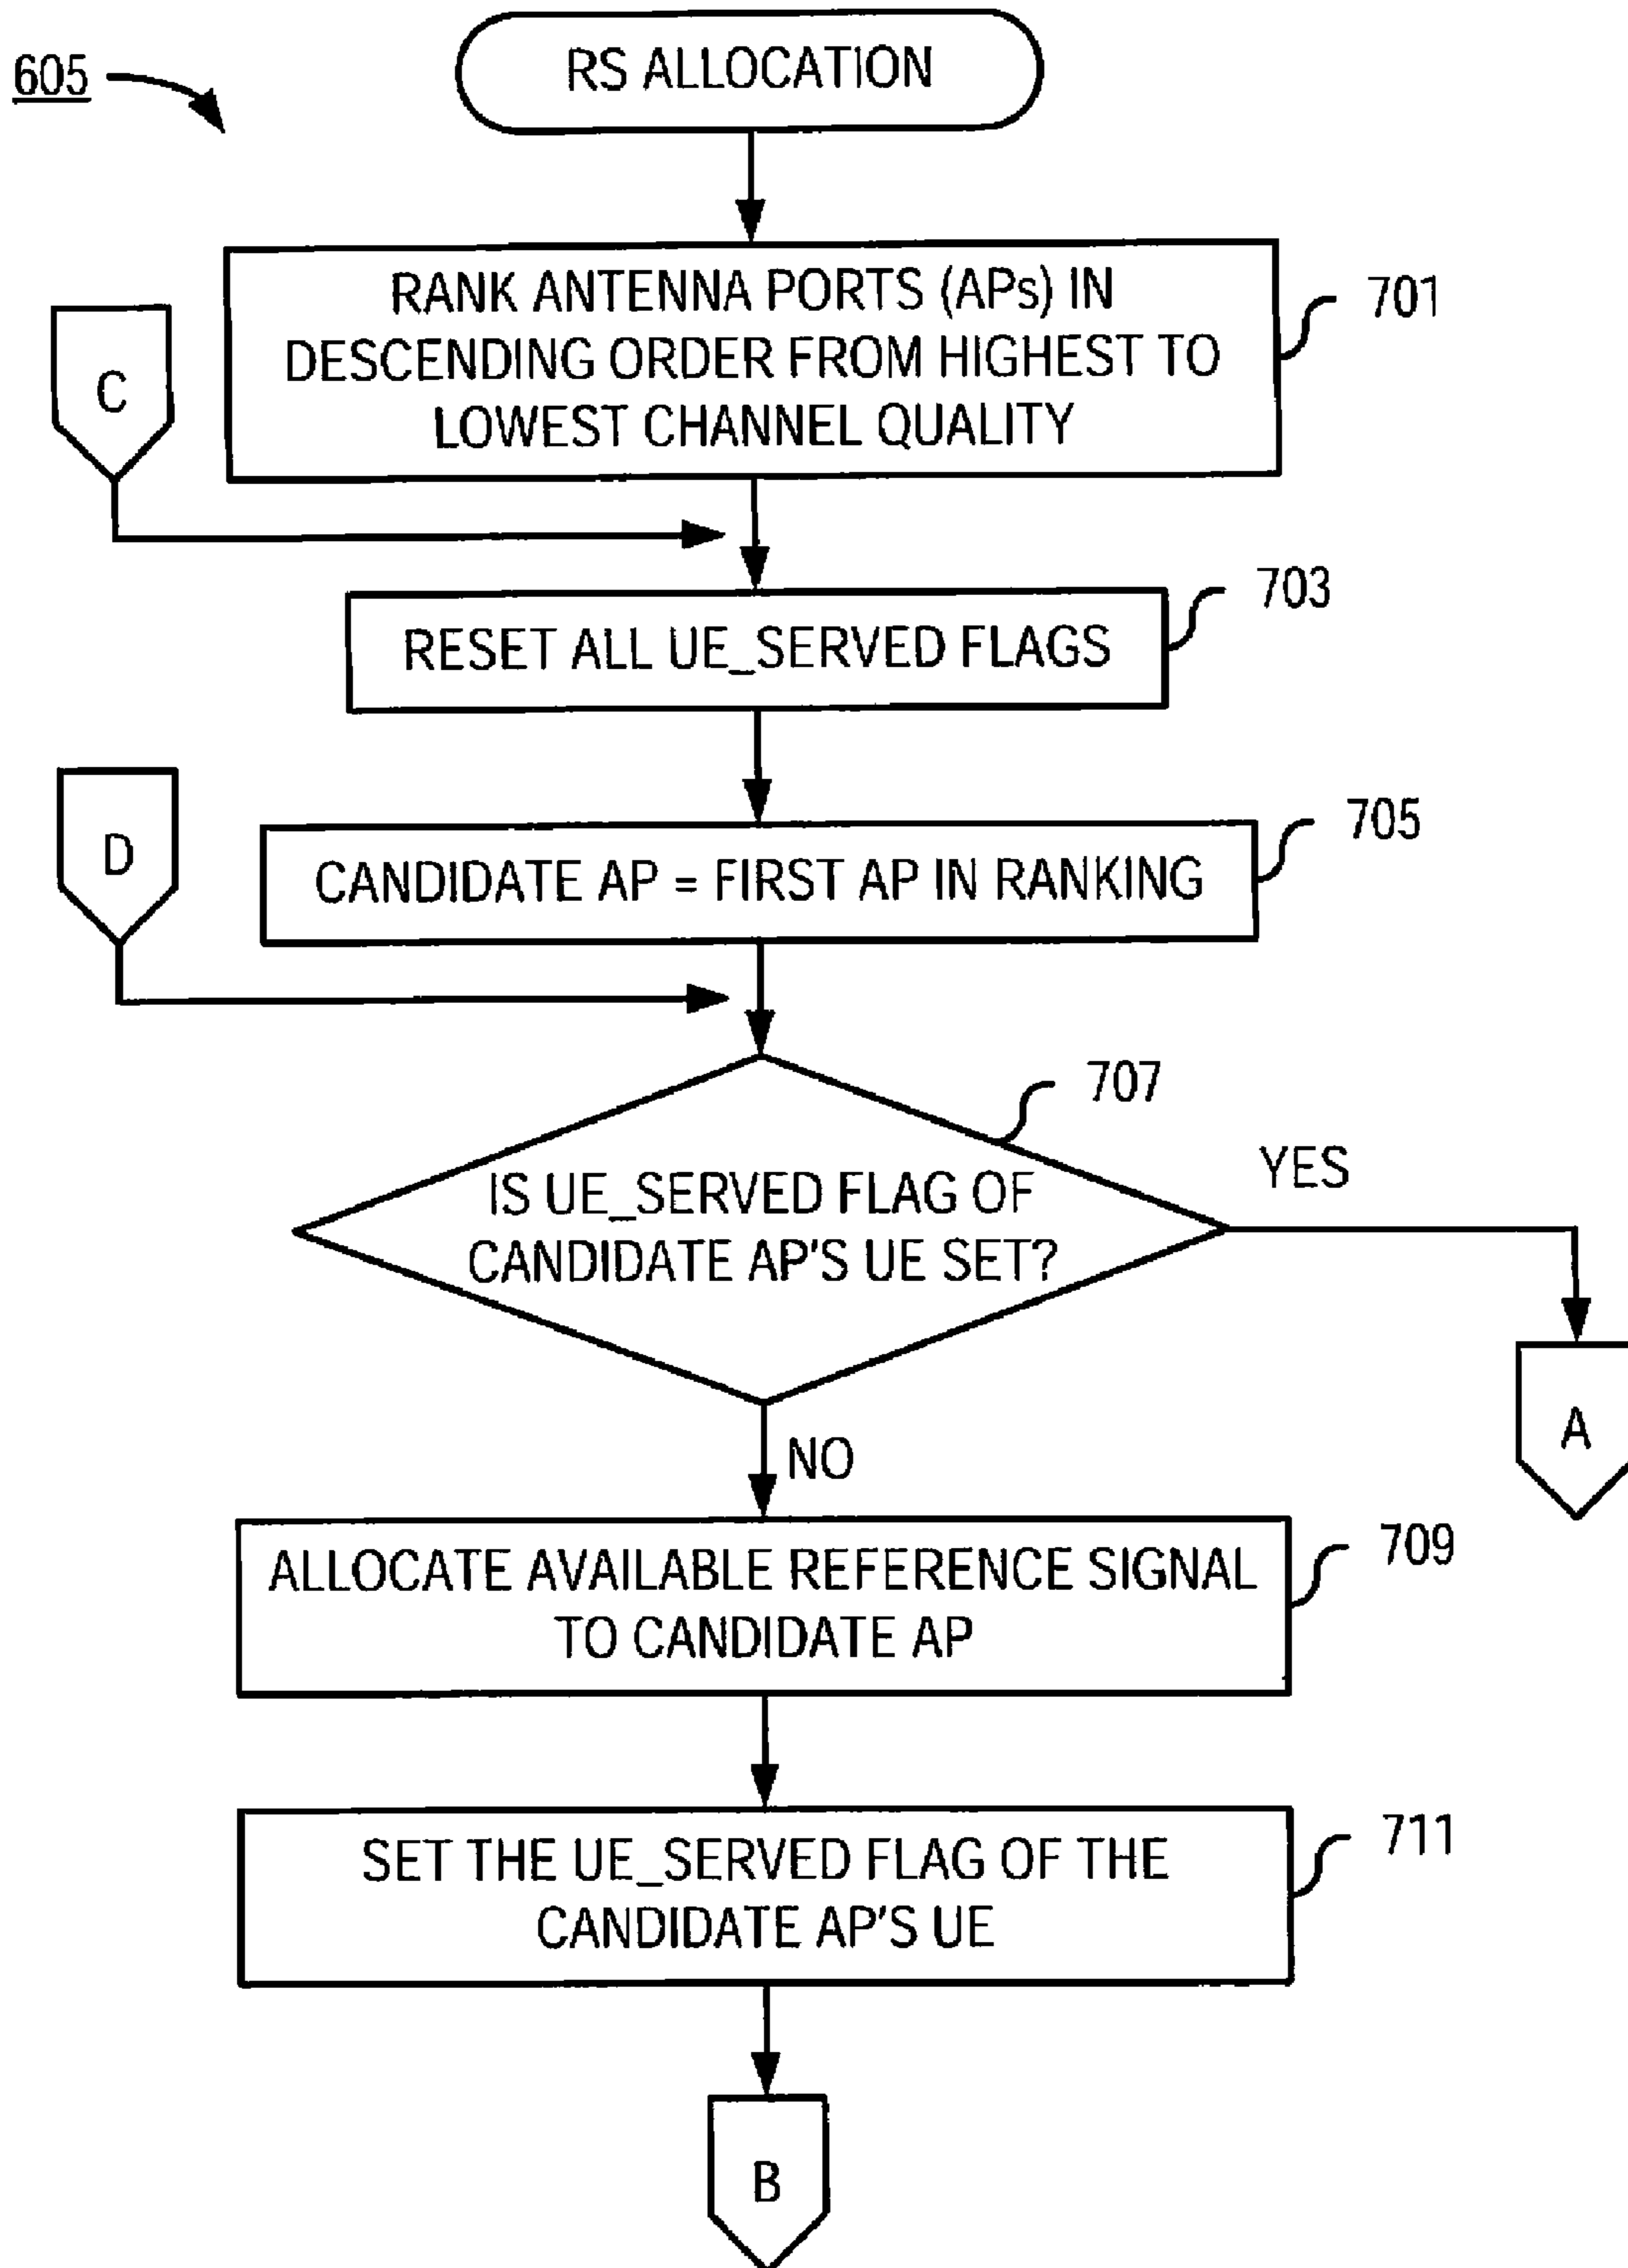 605
RS ALLOCATION
RANK ANTENNA PORTS (APs) IN
DESCENDING ORDER FROM HIGHEST TO
LOWEST CHANNEL QUALITY
701
C
RESET ALL UE_SERVED FLAGS
703
D
CANDIDATE AP = FIRST AP IN RANKING
705
IS UE_SERVED FLAG OF
CANDIDATE AP'S UE SET?
707
YES
A
NO
ALLOCATE AVAILABLE REFERENCE SIGNAL
TO CANDIDATE AP
709
SET THE UE_SERVED FLAG OF THE
CANDIDATE AP'S UE
711
B